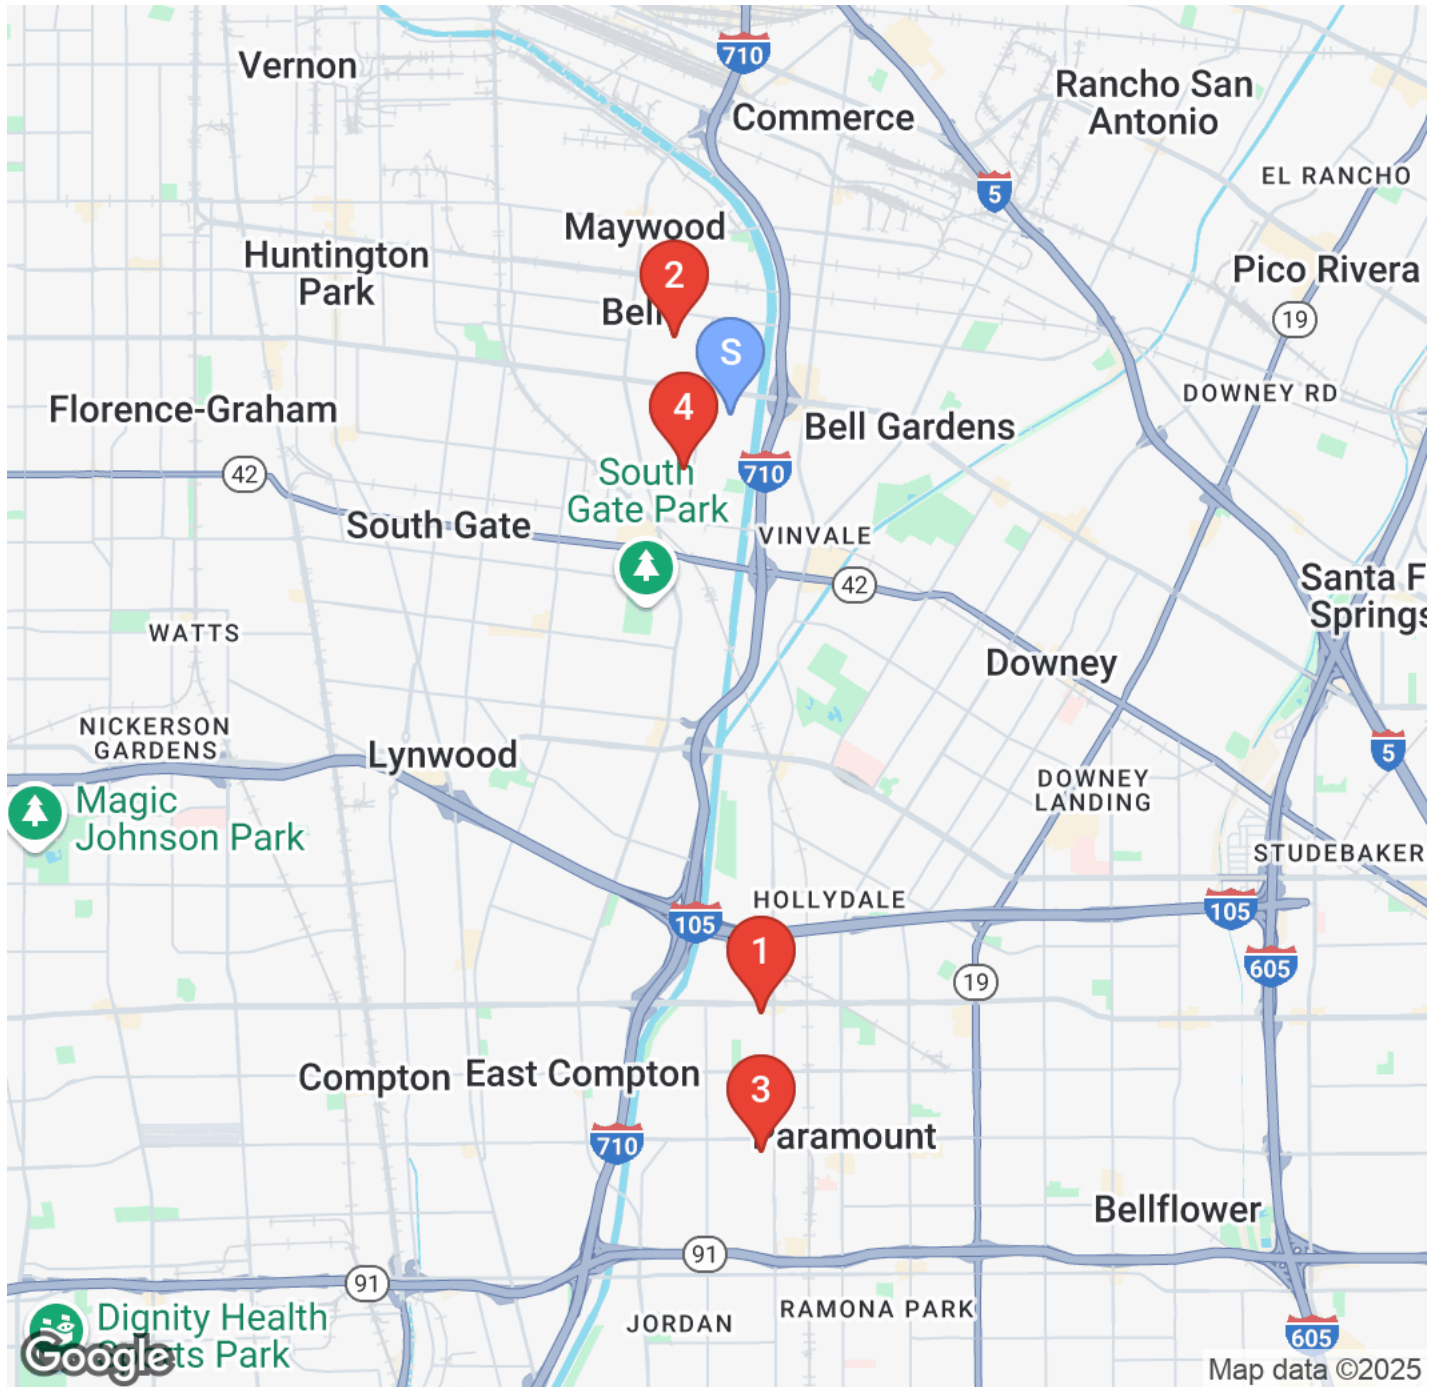 Vernon
710
Commerce
Rancho San
Antonio
EL RANCHO
5
Maywood
Huntington
Park
2
Bell
Pico Rivera
19
S
DOWNEY RD
Florence-Graham
4
Bell Gardens
42
South
Gate Park
710
South Gate
VINVALE
42
Santa F
Springs
WATTS
Downey
NICKERSON
GARDENS
Lynwood
5
DOWNEY
LANDING
Magic
Johnson Park
STUDEBAKER
HOLLYDALE
105
105
1
605
19
Compton
East Compton
3
Paramount
710
Bellflower
91
91
Dignity Health
Sports Park
JORDAN
RAMONA PARK
605
Google
Map data ©2025